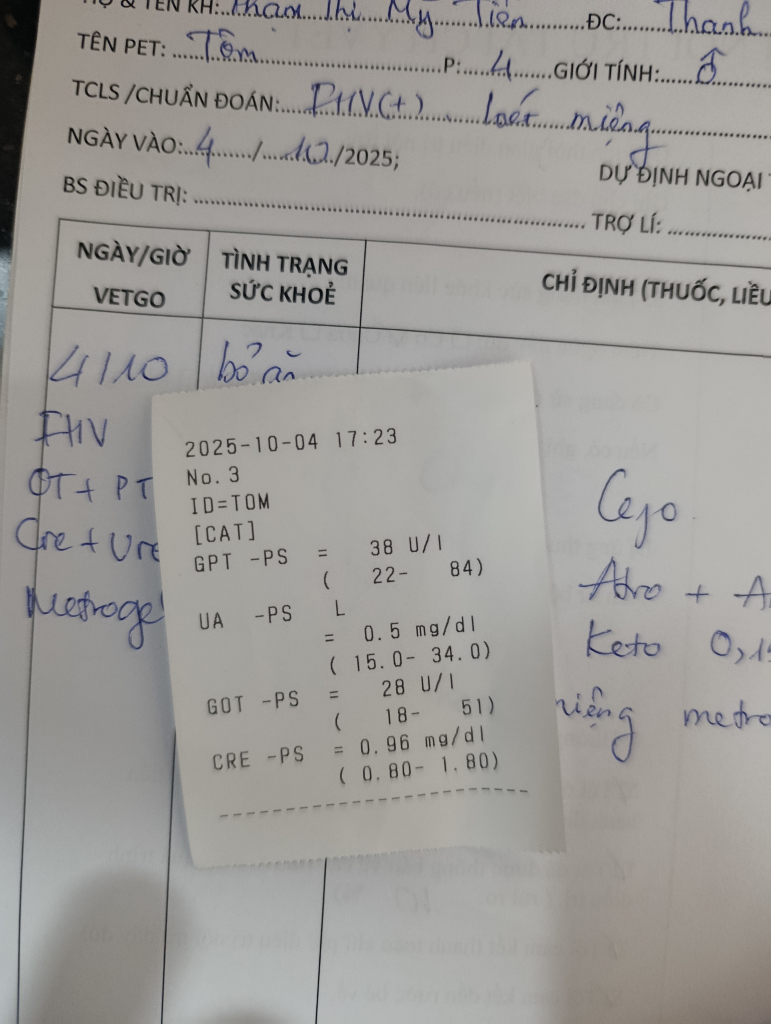 & TÊN KH: Phạm Thị Mỹ Tiên ĐC: Thanh
TÊN PET: Tôm P: 4 GIỚI TÍNH: ♂
TCLS /CHUẨN ĐOÁN: FHV(+) loét miệng
NGÀY VÀO: 4 / 10 /2025;
DỰ ĐỊNH NGOẠI
BS ĐIỀU TRỊ:
TRỢ LÍ:
NGÀY/GIỜ VETGO
TÌNH TRẠNG SỨC KHOẺ
CHỈ ĐỊNH (THUỐC, LIỀU
4/10 bỏ ăn
FHV
OT + PT
Cre + Ure
Metroge
2025-10-04 17:23
No. 3
ID=TOM
[CAT]
GPT -PS = 38 U/l
( 22- 84)
UA -PS L
= 0.5 mg/dl
( 15.0- 34.0)
GOT -PS = 28 U/l
( 18- 51)
CRE -PS = 0.96 mg/dl
( 0.80- 1.80)
Atro + A
Keto 0,1
miệng metro